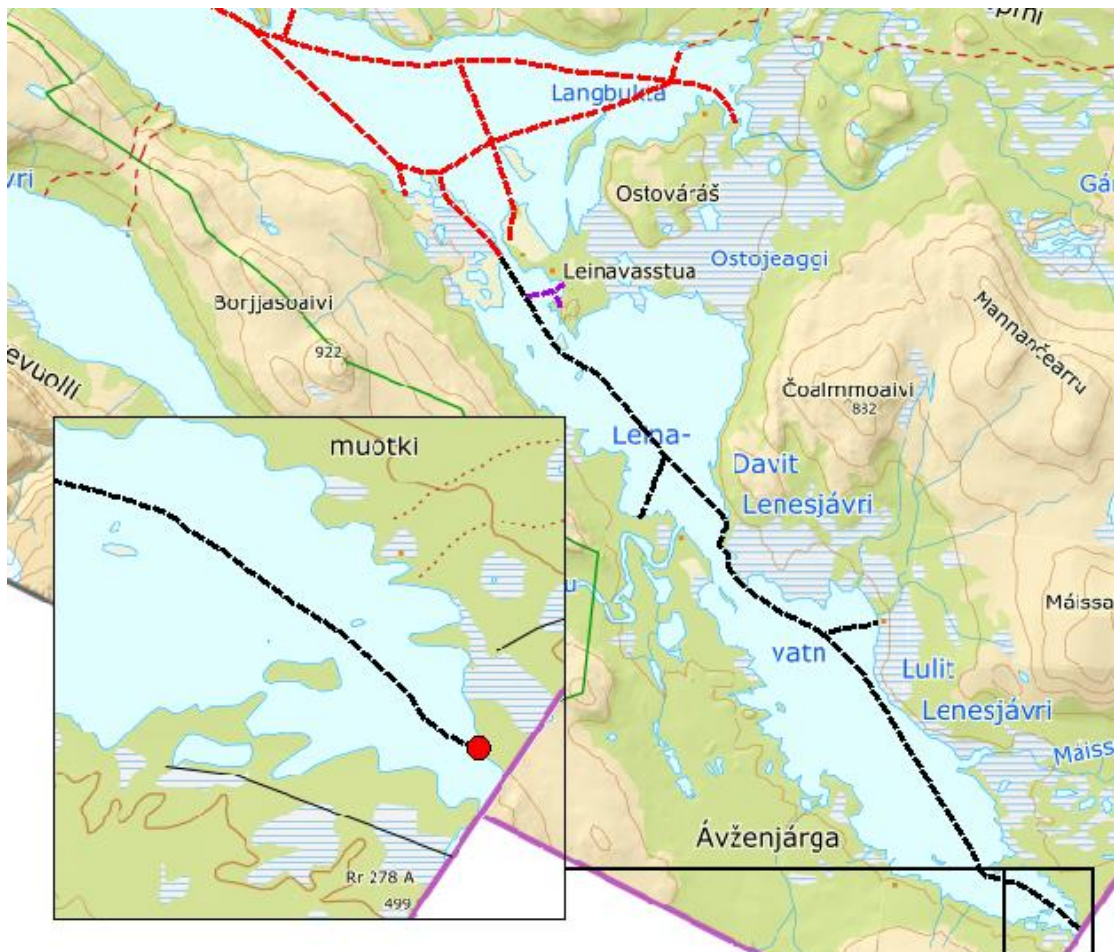 Langbukta
vri
Ostováráš
Gár
Ostojeaggi
Leinavasstua
Borjjasoaivi
Mannančearru
922
evuolli
Čoalmmoaivi
832
muotki
Leina-
Davit
Lenesjávri
Máissa
vatn
Lulit
Lenesjávri
Máiss
Ávženjárga
Rr 278 A
499